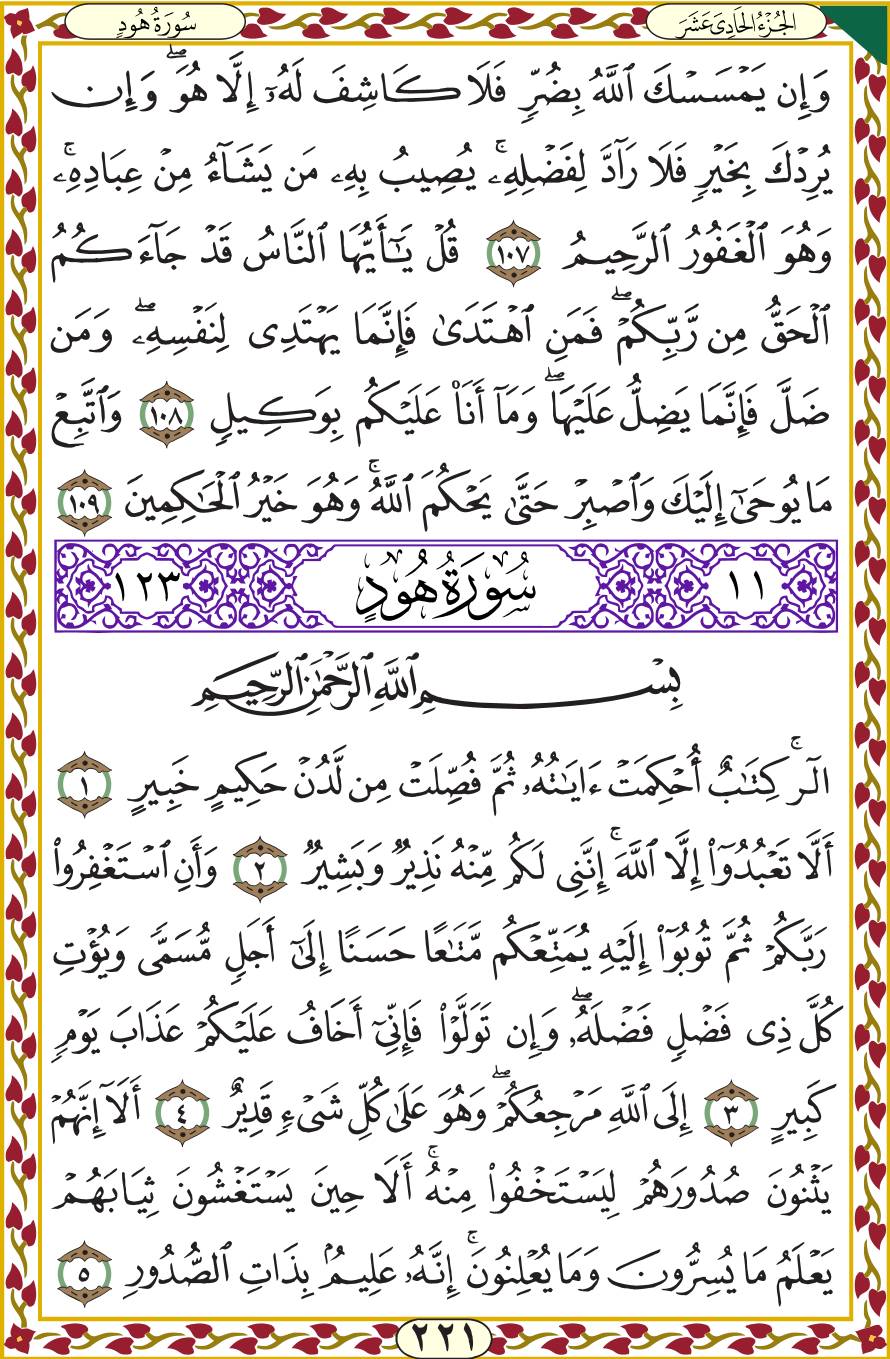 الجُزْءُ الحَادِيَ عَشَرَ
سُورَةُ هُودٍ
وَإِن يَمْسَسْكَ ٱللَّهُ بِضُرٍّ فَلَا كَاشِفَ لَهُۥٓ إِلَّا هُوَۖ وَإِن
يُرِدْكَ بِخَيْرٍ فَلَا رَآدَّ لِفَضْلِهِۦۚ يُصِيبُ بِهِۦ مَن يَشَآءُ مِنْ عِبَادِهِۦۚ
وَهُوَ ٱلْغَفُورُ ٱلرَّحِيمُ ١٠٧ قُلْ يَـٰٓأَيُّهَا ٱلنَّاسُ قَدْ جَآءَكُمُ
ٱلْحَقُّ مِن رَّبِّكُمْۖ فَمَنِ ٱهْتَدَىٰ فَإِنَّمَا يَهْتَدِى لِنَفْسِهِۦۖ وَمَن
ضَلَّ فَإِنَّمَا يَضِلُّ عَلَيْهَاۖ وَمَآ أَنَا۠ عَلَيْكُم بِوَكِيلٍ ١٠٨ وَٱتَّبِعْ
مَا يُوحَىٰٓ إِلَيْكَ وَٱصْبِرْ حَتَّىٰ يَحْكُمَ ٱللَّهُۚ وَهُوَ خَيْرُ ٱلْحَـٰكِمِينَ ١٠٩
١١ سُورَةُ هُودٍ ١٢٣
بِسْمِ ٱللَّهِ ٱلرَّحْمَـٰنِ ٱلرَّحِيمِ
الٓرۚ كِتَـٰبٌ أُحْكِمَتْ ءَايَـٰتُهُۥ ثُمَّ فُصِّلَتْ مِن لَّدُنْ حَكِيمٍ خَبِيرٍ ١
أَلَّا تَعْبُدُوٓا۟ إِلَّا ٱللَّهَۚ إِنَّنِى لَكُم مِّنْهُ نَذِيرٌ وَبَشِيرٌ ٢ وَأَنِ ٱسْتَغْفِرُوا۟
رَبَّكُمْ ثُمَّ تُوبُوٓا۟ إِلَيْهِ يُمَتِّعْكُم مَّتَـٰعًا حَسَنًا إِلَىٰٓ أَجَلٍ مُّسَمًّى وَيُؤْتِ
كُلَّ ذِى فَضْلٍ فَضْلَهُۥۖ وَإِن تَوَلَّوْا۟ فَإِنِّىٓ أَخَافُ عَلَيْكُمْ عَذَابَ يَوْمٍ
كَبِيرٍ ٣ إِلَى ٱللَّهِ مَرْجِعُكُمْۖ وَهُوَ عَلَىٰ كُلِّ شَىْءٍ قَدِيرٌ ٤ أَلَآ إِنَّهُمْ
يَثْنُونَ صُدُورَهُمْ لِيَسْتَخْفُوا۟ مِنْهُۚ أَلَا حِينَ يَسْتَغْشُونَ ثِيَابَهُمْ
يَعْلَمُ مَا يُسِرُّونَ وَمَا يُعْلِنُونَۚ إِنَّهُۥ عَلِيمٌۢ بِذَاتِ ٱلصُّدُورِ ٥
٢٢١